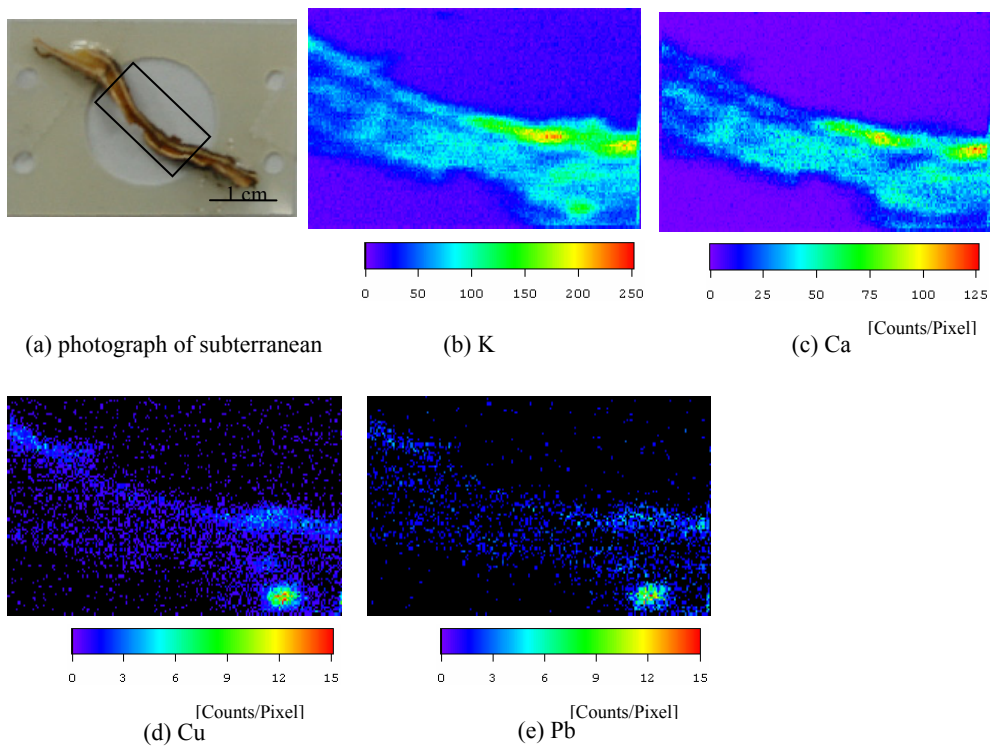 1 cm
0 50 100 150 200 250
0 25 50 75 100 125
[Counts/Pixel]
(a) photograph of subterranean
(b) K
(c) Ca
0 3 6 9 12 15
0 3 6 9 12 15
[Counts/Pixel]
[Counts/Pixel]
(d) Cu
(e) Pb